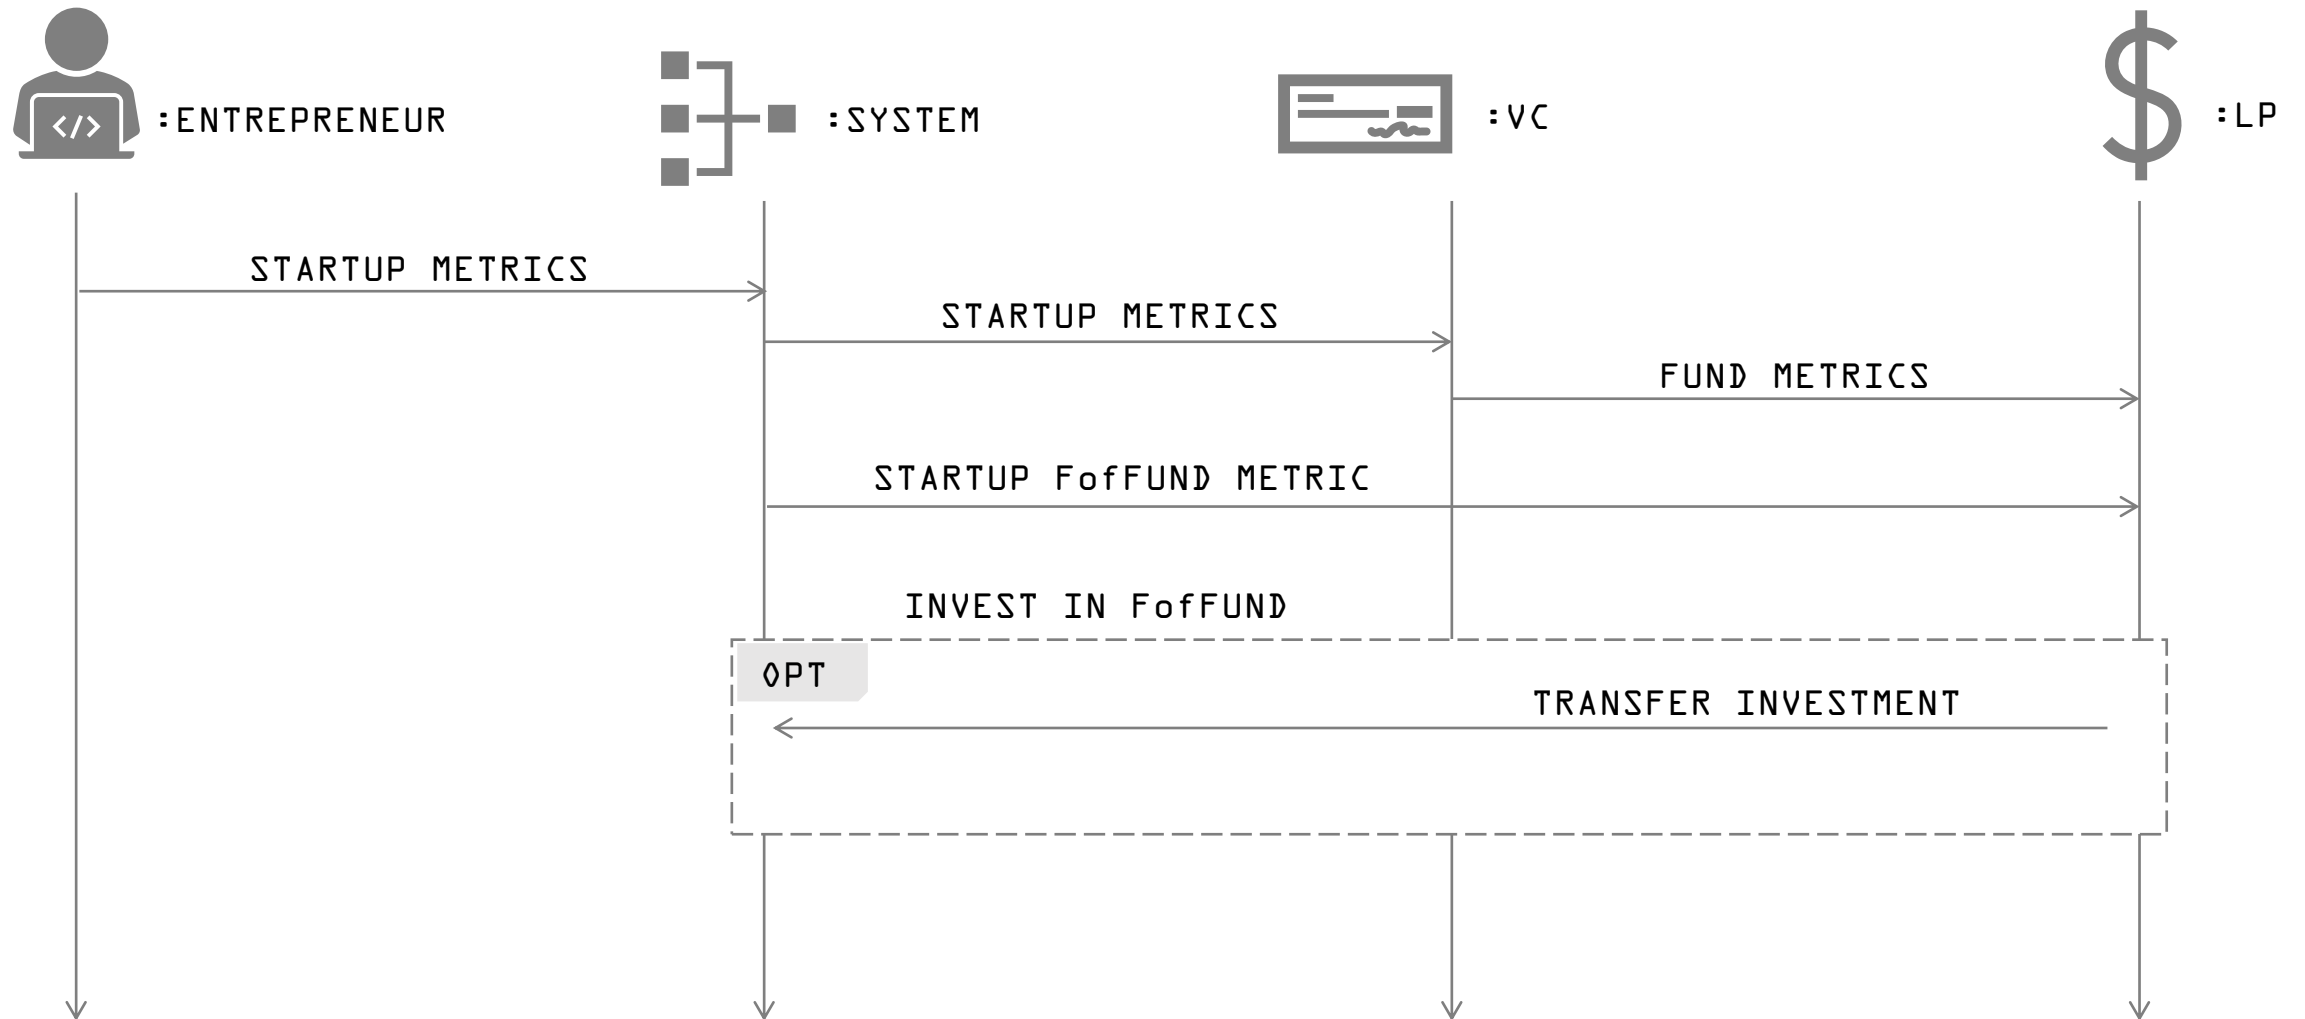 :ENTREPRENEUR
:SYSTEM
:VC
:LP
STARTUP METRICS
STARTUP METRICS
FUND METRICS
STARTUP FofFUND METRIC
INVEST IN FofFUND
OPT
TRANSFER INVESTMENT